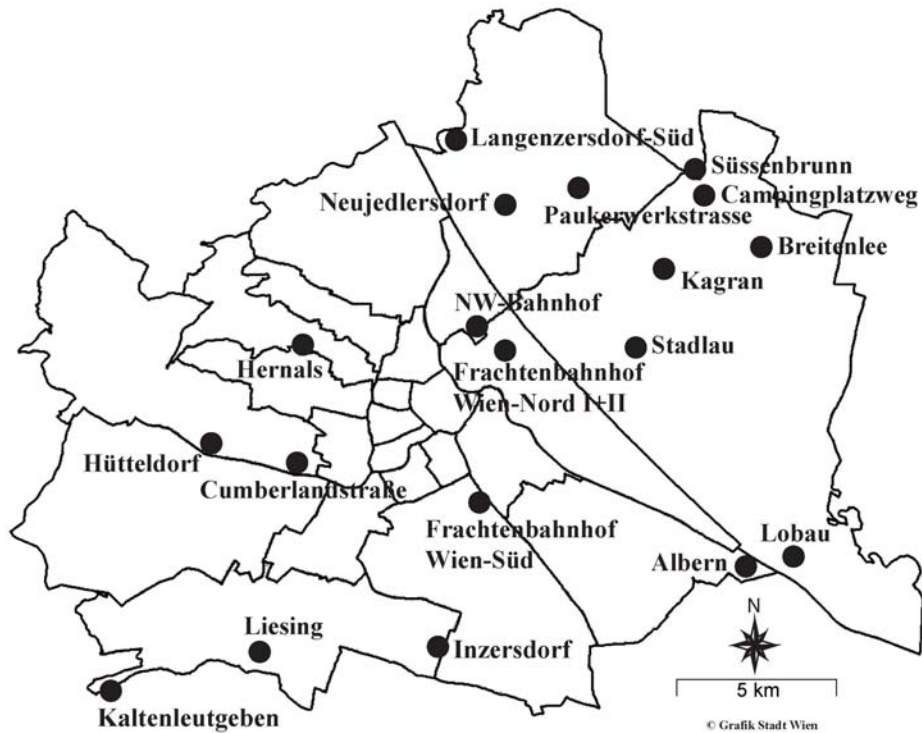 Langenzersdorf-Süd
Süssenbrunn
Neujedlersdorf
Paukerwerkstrasse
Campingplatzweg
Breitenlee
Kagran
NW-Bahnhof
Hernals
Frachtenbahnhof
Wien-Nord I+II
Stadlau
Hütteldorf
Cumberlandstraße
Frachtenbahnhof
Wien-Süd
Lobau
Albern
N
Liesing
Inzersdorf
5 km
Kaltenleutgeben
© Grafik Stadt Wien